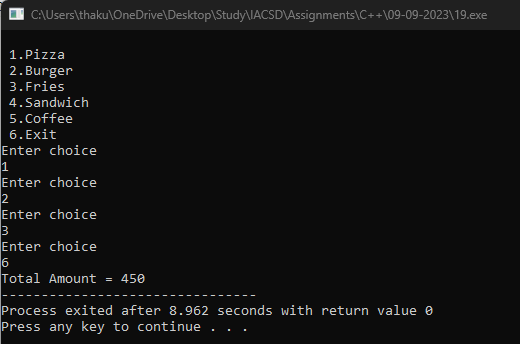 C:\Users\thaku\OneDrive\Desktop\Study\IACSD\Assignments\C++\09-09-2023\19.exe
1.Pizza
2.Burger
3.Fries
4.Sandwich
5.Coffee
6.Exit
Enter choice
1
Enter choice
2
Enter choice
3
Enter choice
6
Total Amount = 450
--------------------------------
Process exited after 8.962 seconds with return value 0
Press any key to continue . . .